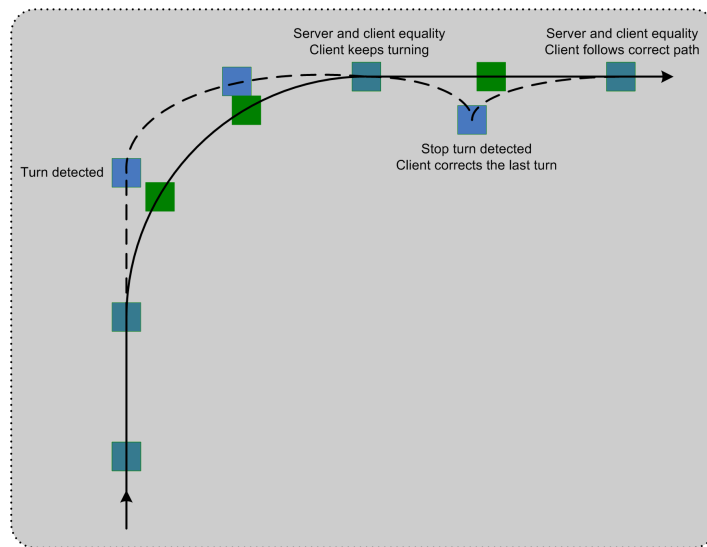 Server and client equality
Client keeps turning
Server and client equality
Client follows correct path
Stop turn detected
Client corrects the last turn
Turn detected